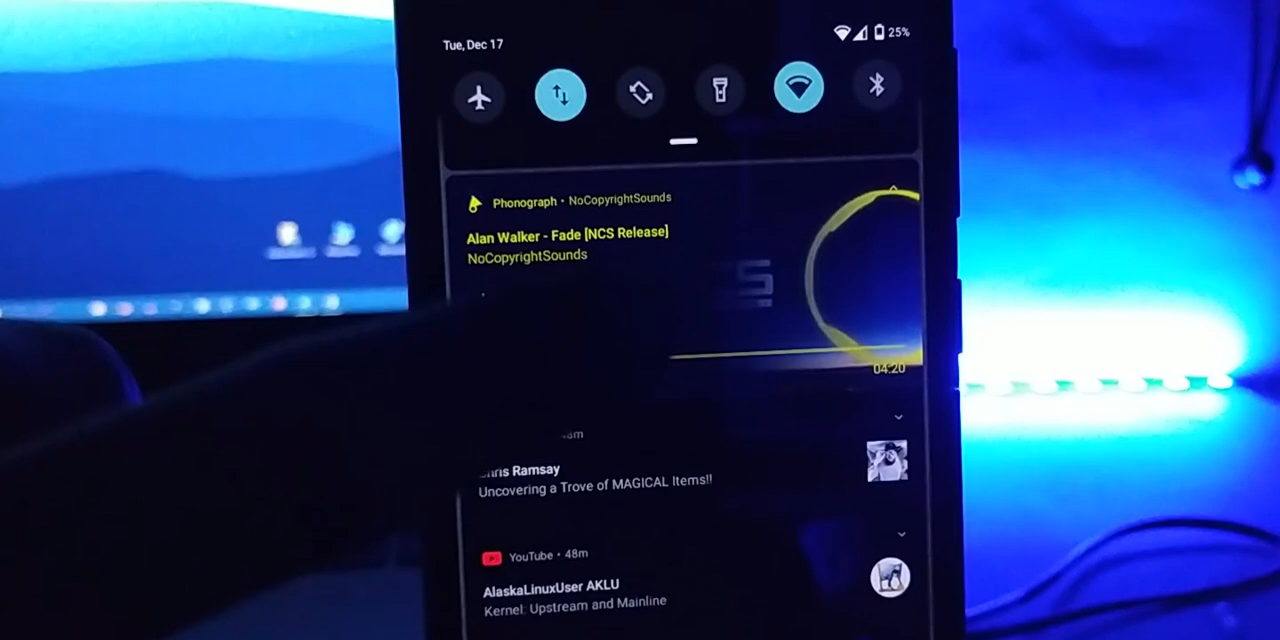 Tue, Dec 17
25%
Phonograph • NoCopyrightSounds
Alan Walker - Fade [NCS Release]
NoCopyrightSounds
04:20
Ramsay
Uncovering a Trove of MAGICAL Items!!
YouTube • 48m
AlaskaLinuxUser AKLU
Kernel: Upstream and Mainline